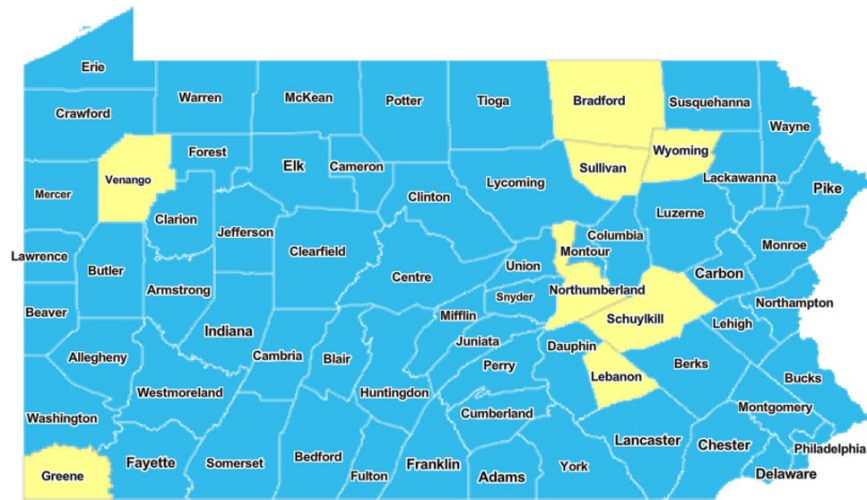 Erie
Warren
McKean
Potter
Tioga
Bradford
Susquehanna
Crawford
Wayne
Forest
Wyoming
Venango
Elk
Cameron
Sullivan
Lackawanna
Mercer
Lycoming
Pike
Clinton
Clarion
Luzerne
Jefferson
Columbia
Lawrence
Clearfield
Montour
Monroe
Butler
Centre
Union
Carbon
Armstrong
Northumberland
Snyder
Northampton
Beaver
Mifflin
Schuylkill
Indiana
Lehigh
Juniata
Dauphin
Allegheny
Cambria
Blair
Perry
Berks
Lebanon
Bucks
Westmoreland
Huntingdon
Montgomery
Cumberland
Washington
Lancaster
Chester
Philadelphia
Bedford
Fayette
Somerset
Franklin
York
Greene
Fulton
Adams
Delaware